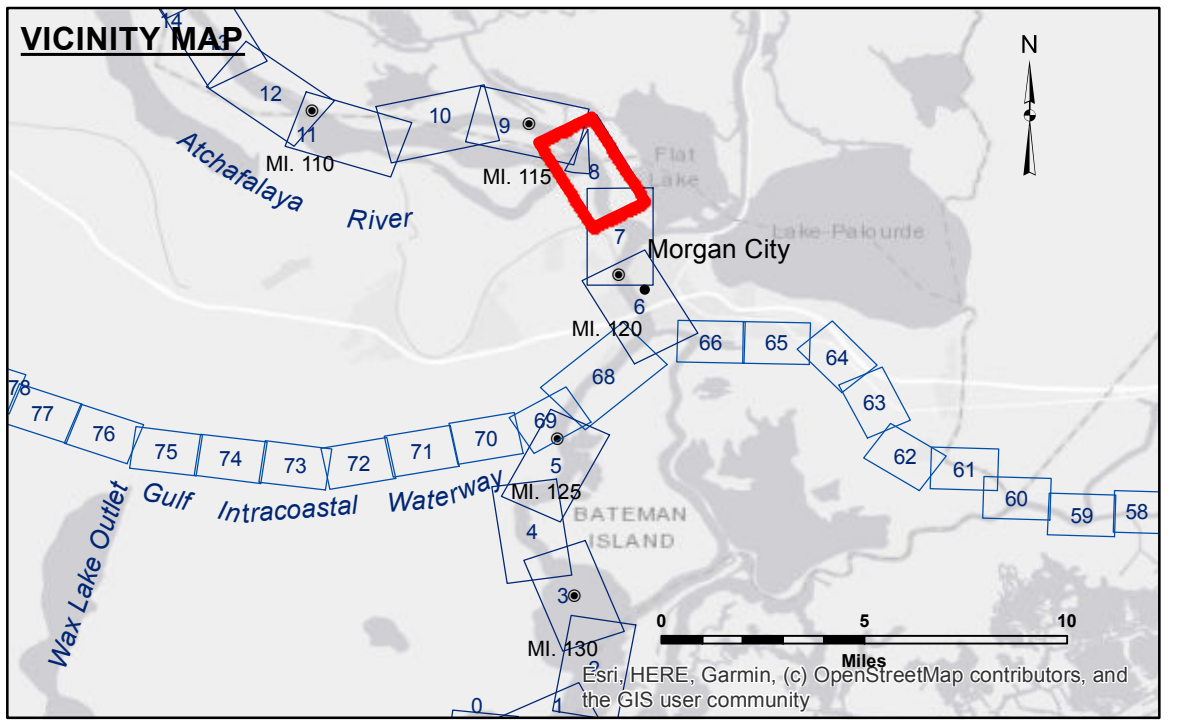 VICINITY MAP
N
14
13
12
11
10
9
8
7
6
MI. 110
MI. 115
MI. 120
Atchafalaya
River
Flat
Lake
Lake Palourde
Morgan City
66
65
64
63
62
61
60
59
58
68
69
70
71
72
73
74
75
76
77
78
5
MI. 125
4
3
MI. 130
2
1
0
Gulf Intracoastal Waterway
Wax Lake Outlet
BATEMAN
ISLAND
0 5 10
Miles
Esri, HERE, Garmin, (c) OpenStreetMap contributors, and
the GIS user community